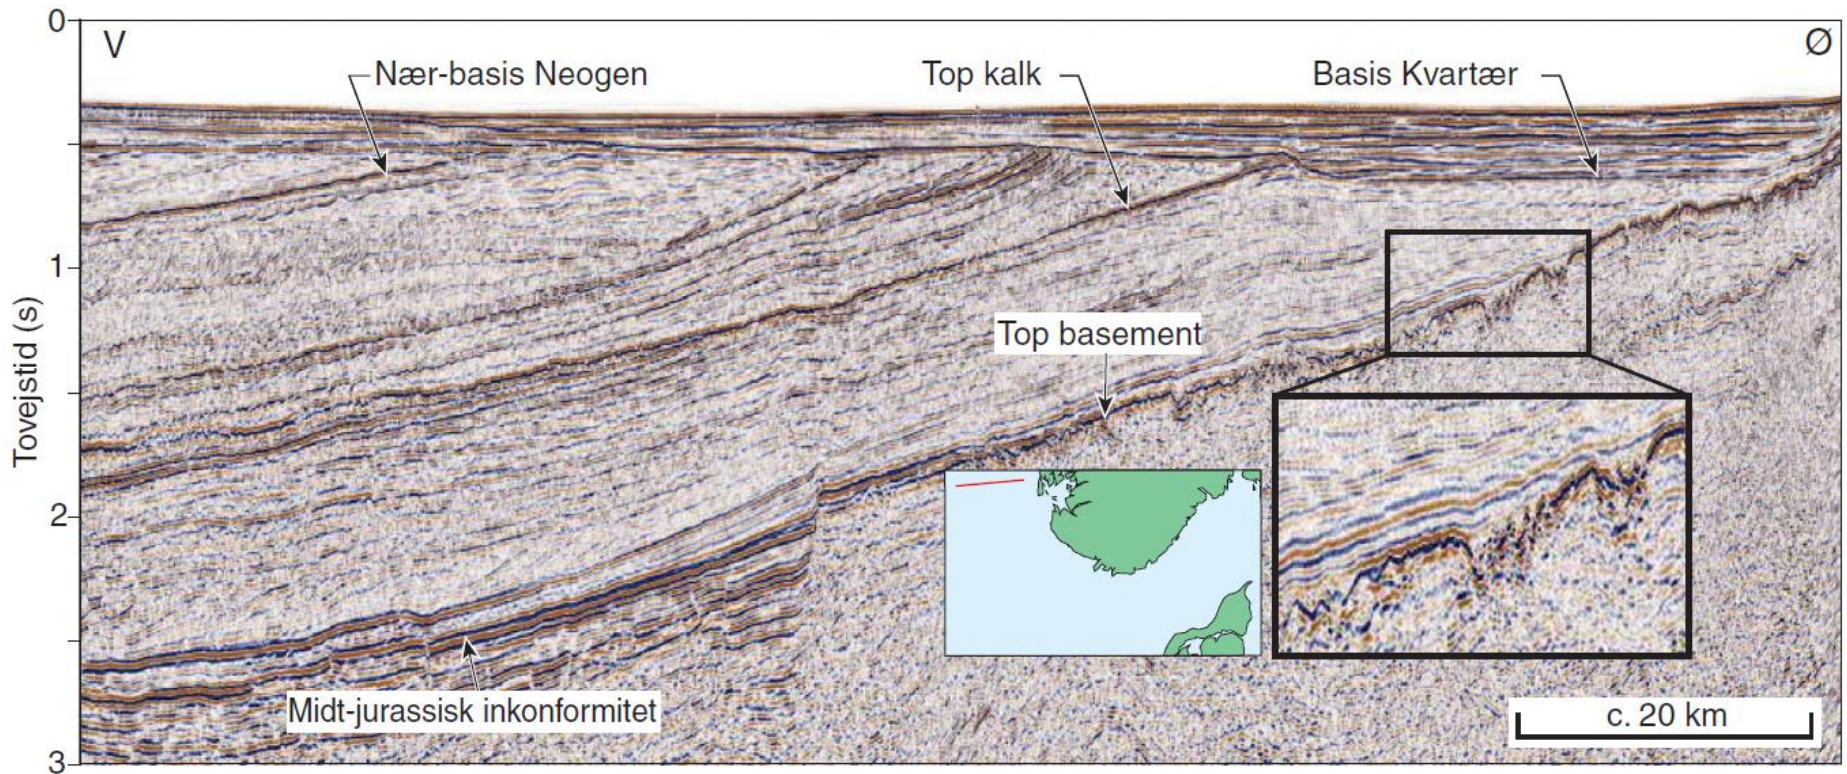 0
V
Ø
Nær-basis Neogen
Top kalk
Basis Kvartær
1
Tovejstid (s)
Top basement
2
Midt-jurassisk inkonformitet
c. 20 km
3